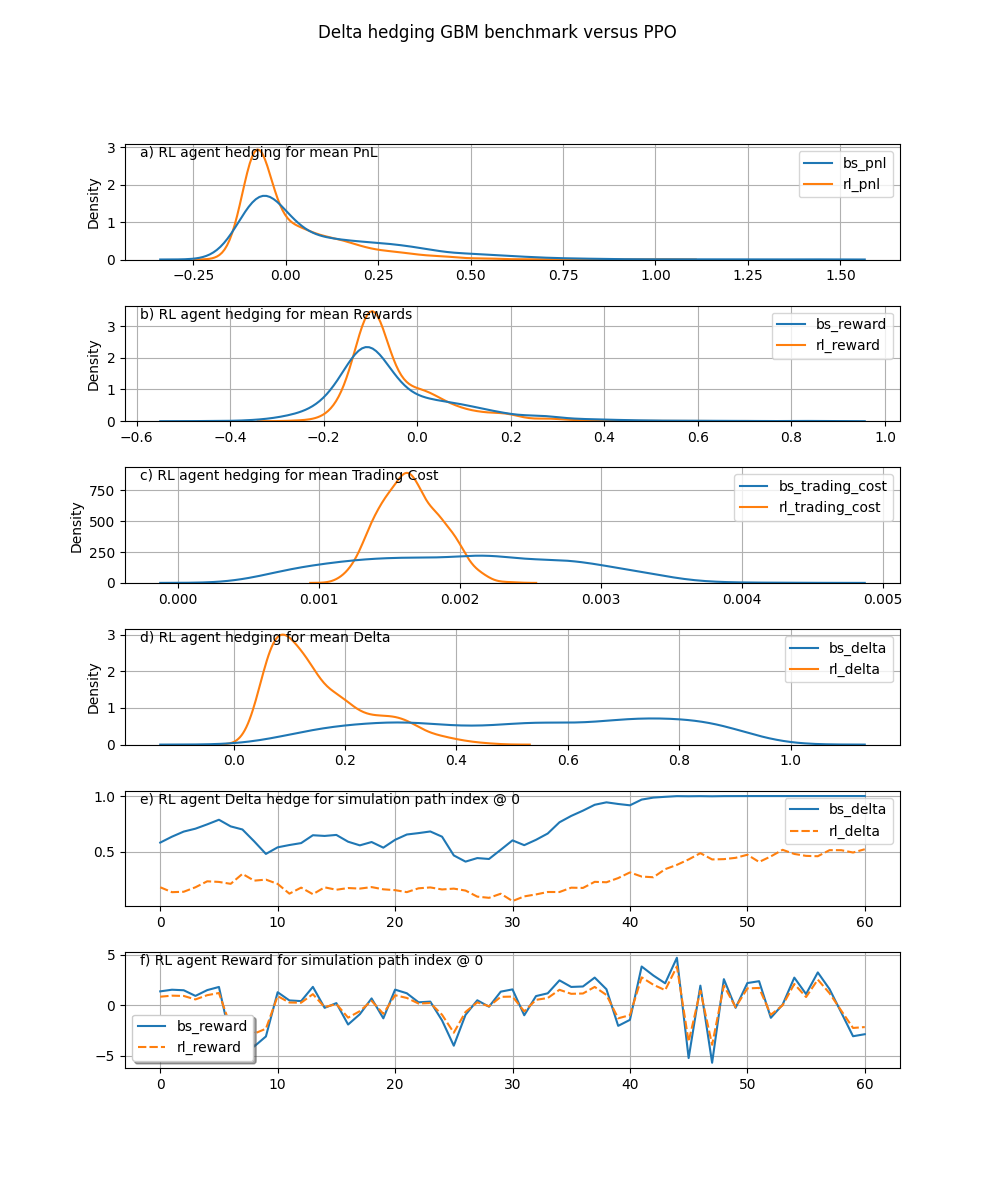 Delta hedging GBM benchmark versus PPO
a) RL agent hedging for mean PnL
bs_pnl
rl_pnl
Density
3
2
1
0
−0.25 0.00 0.25 0.50 0.75 1.00 1.25 1.50
b) RL agent hedging for mean Rewards
bs_reward
rl_reward
Density
3
2
1
0
−0.6 −0.4 −0.2 0.0 0.2 0.4 0.6 0.8 1.0
c) RL agent hedging for mean Trading Cost
bs_trading_cost
rl_trading_cost
Density
750
500
250
0
0.000 0.001 0.002 0.003 0.004 0.005
d) RL agent hedging for mean Delta
bs_delta
rl_delta
Density
3
2
1
0
0.0 0.2 0.4 0.6 0.8 1.0
e) RL agent Delta hedge for simulation path index @ 0
bs_delta
rl_delta
1.0
0.5
0 10 20 30 40 50 60
f) RL agent Reward for simulation path index @ 0
bs_reward
rl_reward
5
0
−5
0 10 20 30 40 50 60